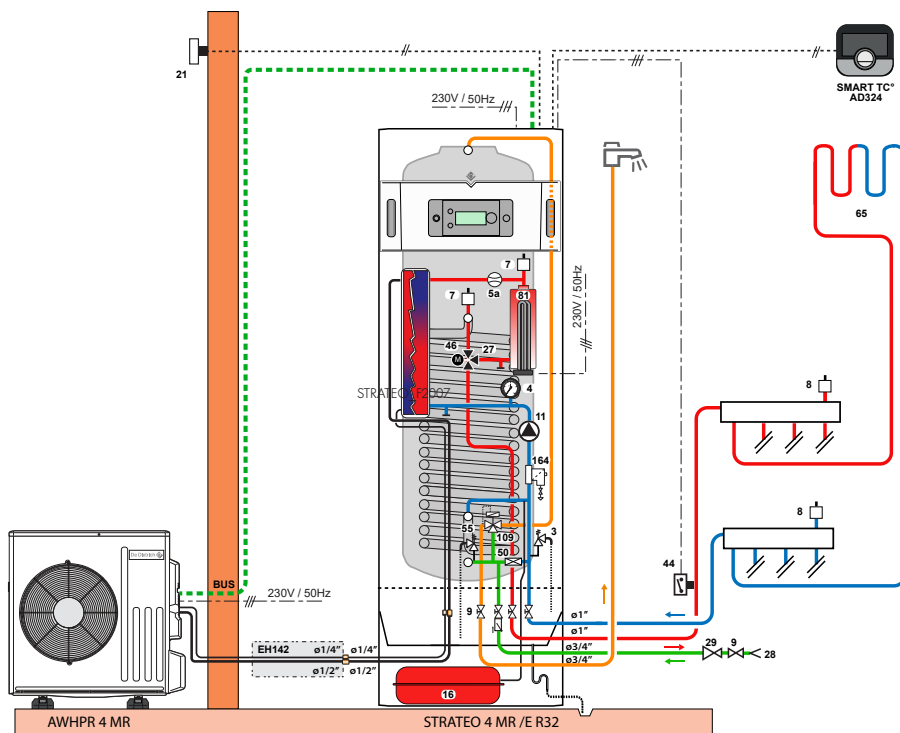 21
SMART TC°
AD324
230V / 50Hz
65
7
5a
81
7
230V / 50Hz
46
27
M
4
STRATEO F2007
8
11
164
8
55
109
3
50
44
De Dietrich
BUS
230V / 50Hz
9
ø1"
ø1"
ø3/4"
ø3/4"
29
9
28
EH142
ø1/4"
ø1/4"
ø1/2"
ø1/2"
16
AWHPR 4 MR
STRATEO 4 MR /E R32